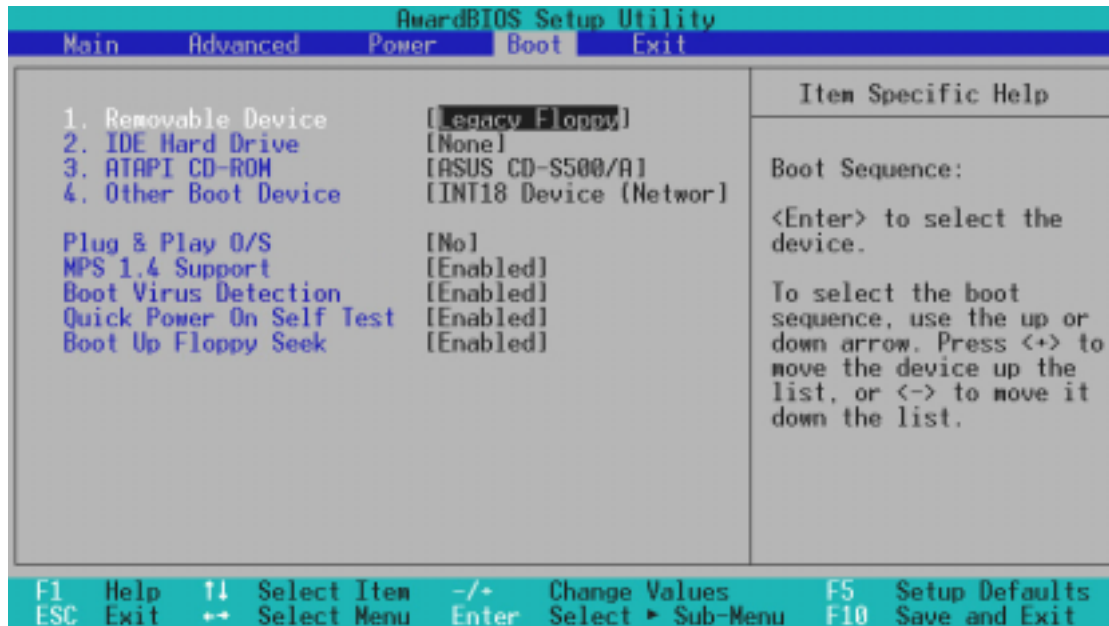 AwardBIOS Setup Utility
Main Advanced Power Boot Exit
1. Removable Device [Legacy Floppy]
2. IDE Hard Drive [None]
3. ATAPI CD-ROM [ASUS CD-S500/A]
4. Other Boot Device [INT18 Device (Networ]
Plug & Play O/S [No]
MPS 1.4 Support [Enabled]
Boot Virus Detection [Enabled]
Quick Power On Self Test [Enabled]
Boot Up Floppy Seek [Enabled]
Item Specific Help
Boot Sequence:
<Enter> to select the
device.
To select the boot
sequence, use the up or
down arrow. Press <+> to
move the device up the
list, or <-> to move it
down the list.
F1 Help ↑↓ Select Item -/+ Change Values F5 Setup Defaults
ESC Exit ←→ Select Menu Enter Select ► Sub-Menu F10 Save and Exit